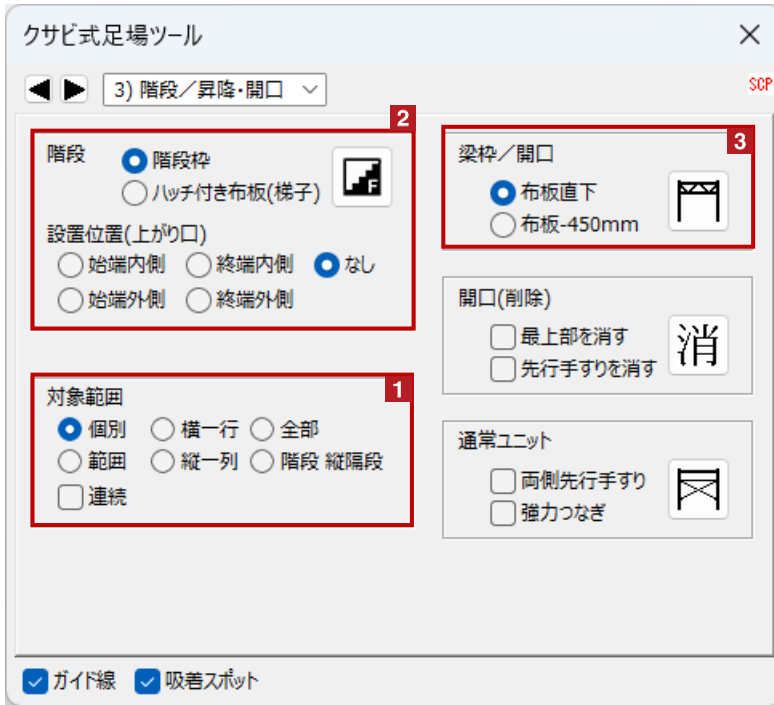 クサビ式足場ツール
3) 階段／昇降・開口
SCP
2
階段
階段枠
ハッチ付き布板(梯子)
F
設置位置(上がり口)
始端内側 終端内側 なし
始端外側 終端外側
1
対象範囲
個別 横一行 全部
範囲 縦一列 階段 縦隔段
連続
3
梁枠／開口
布板直下
布板-450mm
開口(削除)
最上部を消す
先行手すりを消す
消
通常ユニット
両側先行手すり
強力つなぎ
ガイド線 吸着スポット